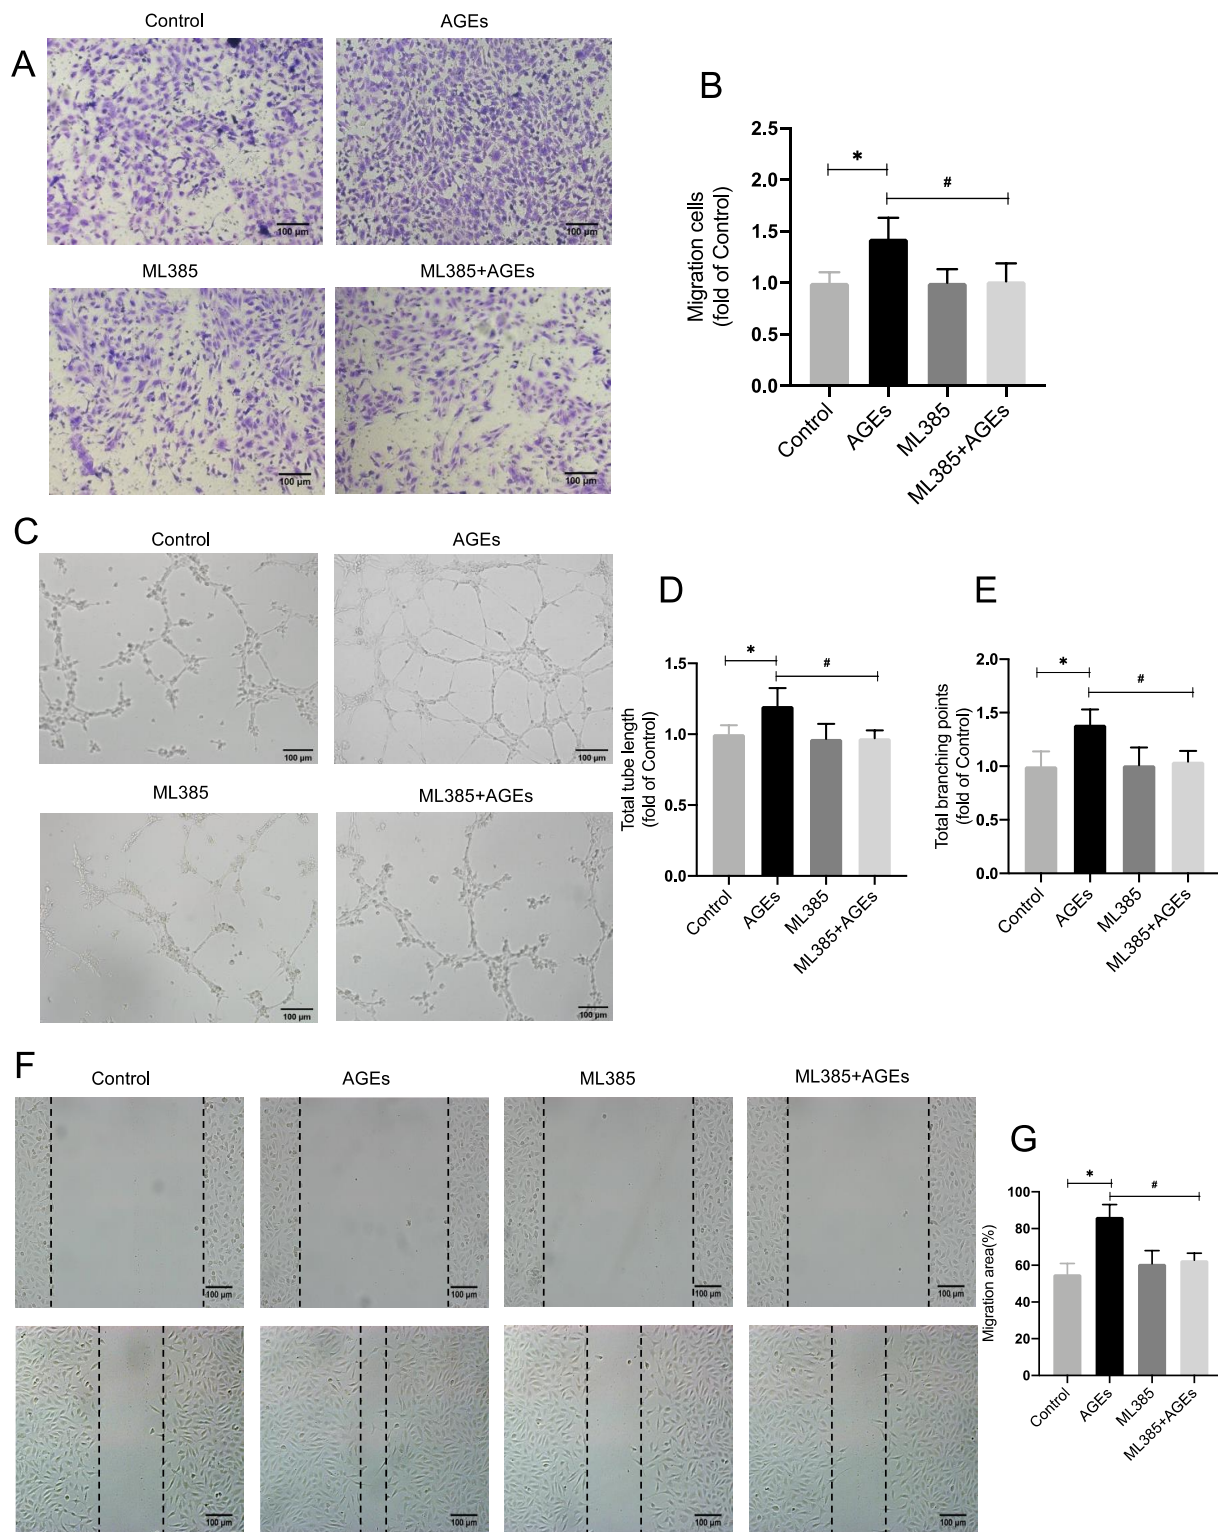 A
Control
AGEs
100 μm
100 μm
ML385
ML385+AGEs
100 μm
100 μm
B
Migration cells
(fold of Control)
2.5
2.0
1.5
1.0
0.5
0.0
*
#
Control
AGEs
ML385
ML385+AGEs
C
Control
AGEs
100 μm
100 μm
ML385
ML385+AGEs
100 μm
100 μm
D
Total tube length
(fold of Control)
1.5
1.0
0.5
0.0
*
#
Control
AGEs
ML385
ML385+AGEs
E
Total branching points
(fold of Control)
2.0
1.5
1.0
0.5
0.0
*
#
Control
AGEs
ML385
ML385+AGEs
F
Control
AGEs
ML385
ML385+AGEs
100 μm
100 μm
100 μm
100 μm
100 μm
100 μm
100 μm
100 μm
G
Migration area(%)
100
80
60
40
20
0
*
#
Control
AGEs
ML385
ML385+AGEs